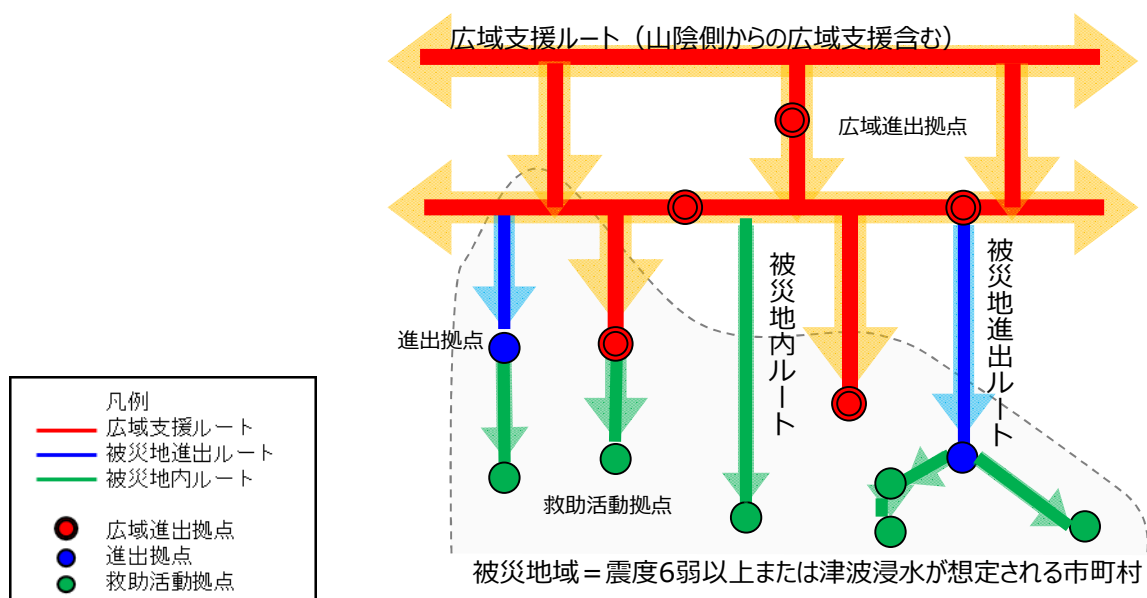 広域支援ルート（山陰側からの広域支援含む）
広域進出拠点
被災地内ルート
被災地進出ルート
進出拠点
救助活動拠点
被災地域＝震度6弱以上または津波浸水が想定される市町村
凡例
広域支援ルート
被災地進出ルート
被災地内ルート
広域進出拠点
進出拠点
救助活動拠点